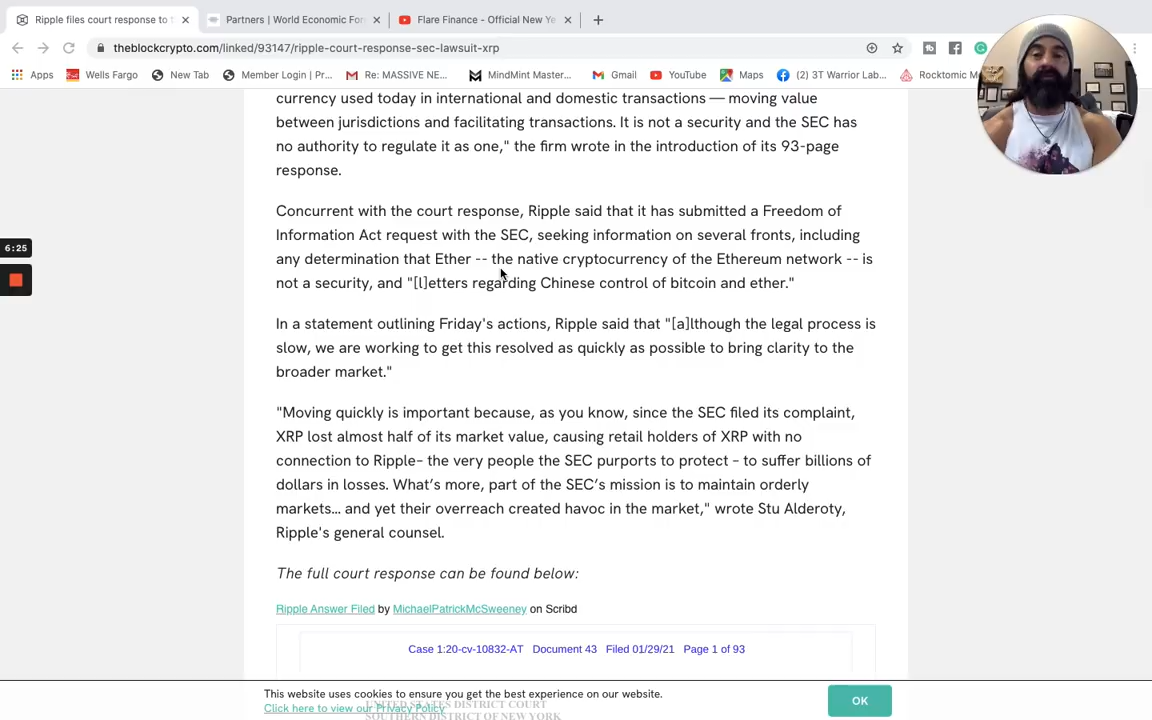 Ripple files court response to t
Partners | World Economic For
Flare Finance - Official New Ye
theblockcrypto.com/linked/93147/ripple-court-response-sec-lawsuit-xrp
Apps Wells Fargo New Tab Member Login | Pr... Re: MASSIVE NE... MindMint Master... Gmail YouTube Maps (2) 3T Warrior Lab... Rocktomic M
currency used today in international and domestic transactions — moving value
between jurisdictions and facilitating transactions. It is not a security and the SEC has
no authority to regulate it as one," the firm wrote in the introduction of its 93-page
response.
Concurrent with the court response, Ripple said that it has submitted a Freedom of
Information Act request with the SEC, seeking information on several fronts, including
any determination that Ether -- the native cryptocurrency of the Ethereum network -- is
not a security, and "[l]etters regarding Chinese control of bitcoin and ether."
6:25
In a statement outlining Friday's actions, Ripple said that "[a]lthough the legal process is
slow, we are working to get this resolved as quickly as possible to bring clarity to the
broader market."
"Moving quickly is important because, as you know, since the SEC filed its complaint,
XRP lost almost half of its market value, causing retail holders of XRP with no
connection to Ripple– the very people the SEC purports to protect – to suffer billions of
dollars in losses. What's more, part of the SEC's mission is to maintain orderly
markets... and yet their overreach created havoc in the market," wrote Stu Alderoty,
Ripple's general counsel.
The full court response can be found below:
Ripple Answer Filed by MichaelPatrickMcSweeney on Scribd
Case 1:20-cv-10832-AT Document 43 Filed 01/29/21 Page 1 of 93
This website uses cookies to ensure you get the best experience on our website.
Click here to view our Privacy Policy
OK
UNITED STATES DISTRICT COURT
SOUTHERN DISTRICT OF NEW YORK